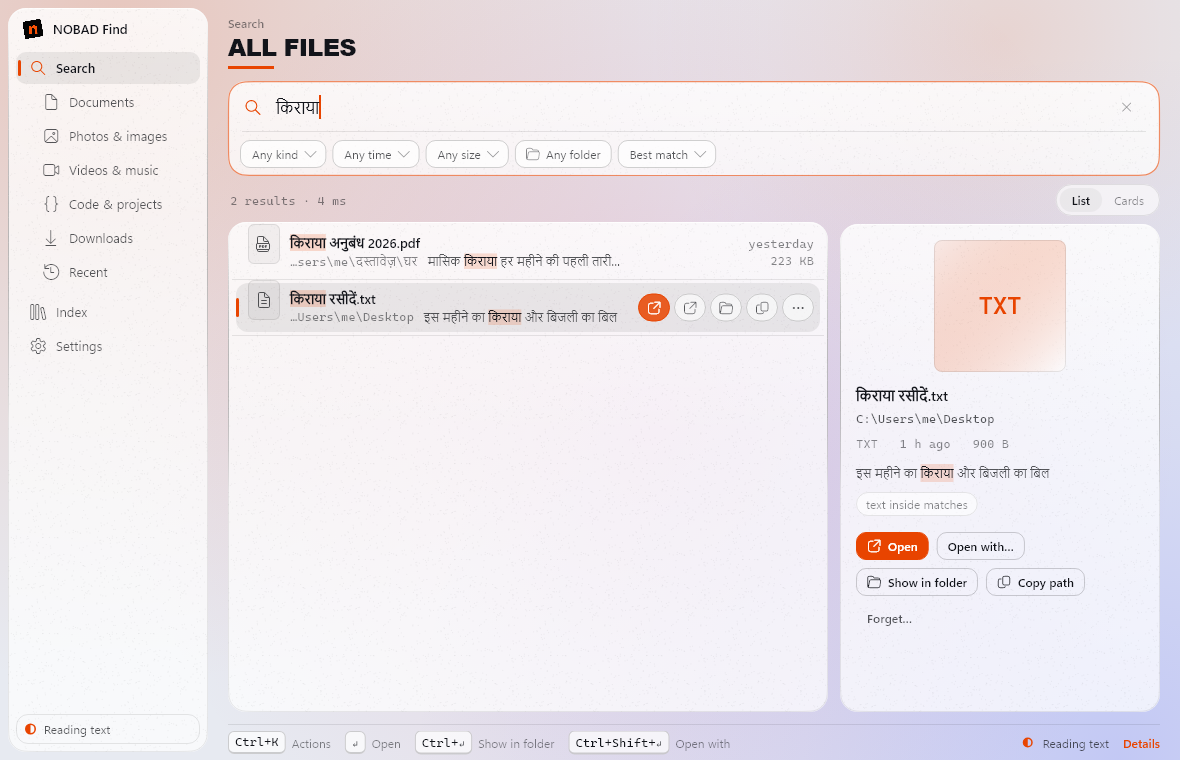 NOBAD Find
Search
Documents
Photos & images
Videos & music
Code & projects
Downloads
Recent
Index
Settings
Reading text
Search
ALL FILES
किराया
Any kind
Any time
Any size
Any folder
Best match
2 results · 4 ms
List
Cards
किराया अनुबंध 2026.pdf
yesterday
…sers\me\दस्तावेज़\घर मासिक किराया हर महीने की पहली तारी…
223 KB
किराया रसीदें.txt
…Users\me\Desktop इस महीने का किराया और बिजली का बिल
TXT
किराया रसीदें.txt
C:\Users\me\Desktop
TXT 1 h ago 900 B
इस महीने का किराया और बिजली का बिल
text inside matches
Open
Open with…
Show in folder
Copy path
Forget…
Ctrl+K Actions ↲ Open Ctrl+↲ Show in folder Ctrl+Shift+↲ Open with
Reading text Details